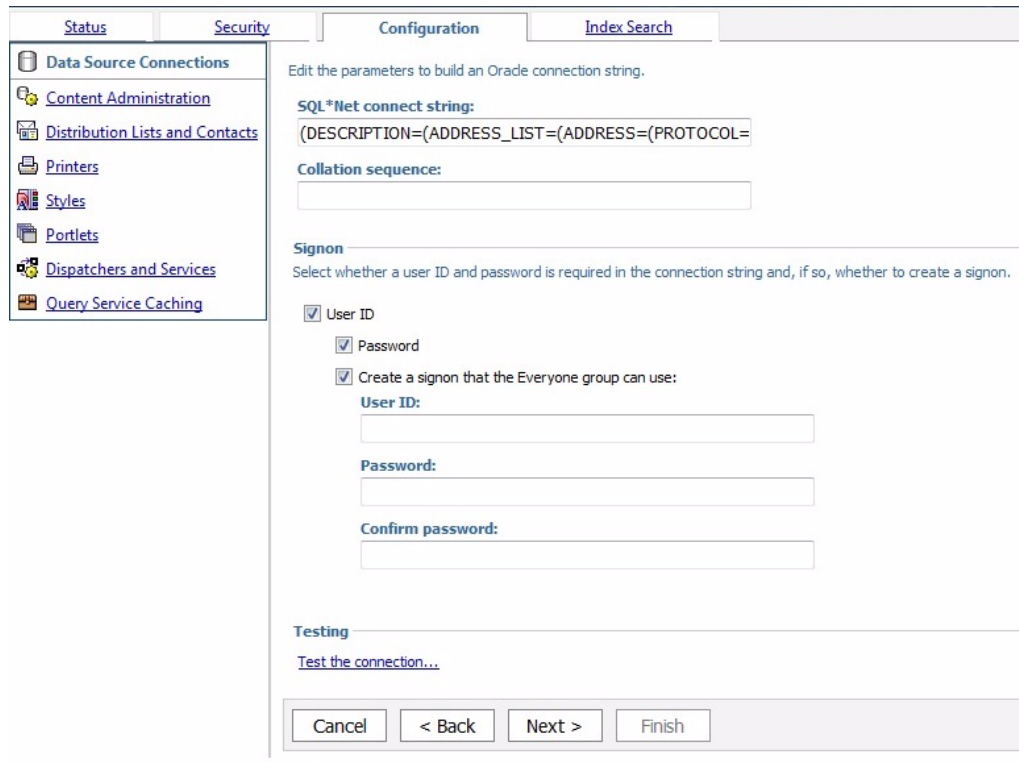 Status
Security
Configuration
Index Search
Data Source Connections
Content Administration
Distribution Lists and Contacts
Printers
Styles
Portlets
Dispatchers and Services
Query Service Caching
Edit the parameters to build an Oracle connection string.
SQL*Net connect string:
(DESCRIPTION=(ADDRESS_LIST=(ADDRESS=(PROTOCOL=
Collation sequence:
Signon
Select whether a user ID and password is required in the connection string and, if so, whether to create a signon.
User ID
Password
Create a signon that the Everyone group can use:
User ID:
Password:
Confirm password:
Testing
Test the connection...
Cancel
< Back
Next >
Finish